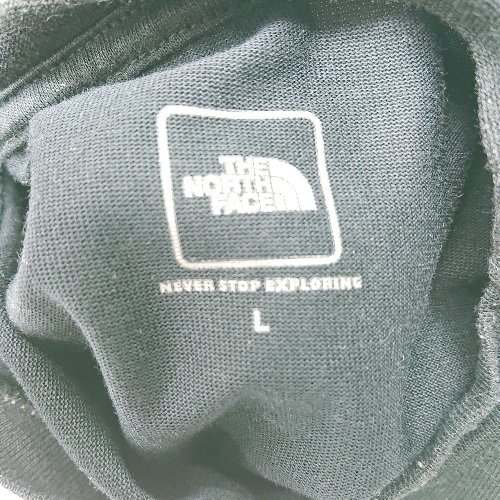 THE
NORTH
FACE
NEVER STOP EXPLORING
L